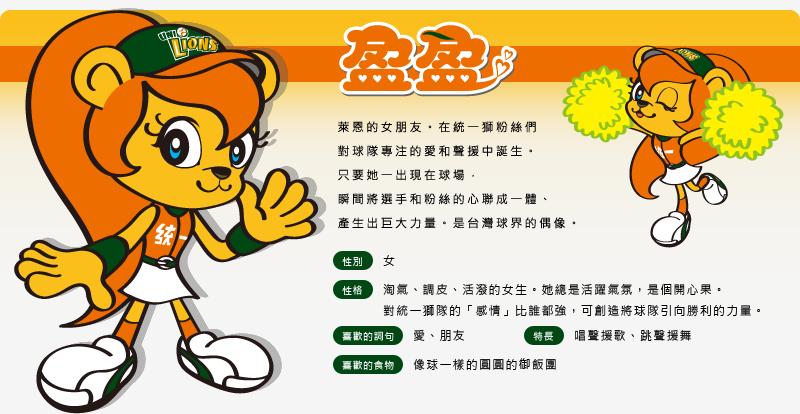 UNI
LIONS
盈盈
LIONS
統一
統一
萊恩的女朋友。在統一獅粉絲們
對球隊專注的愛和聲援中誕生。
只要她一出現在球場，
瞬間將選手和粉絲的心聯成一體、
產生出巨大力量。是台灣球界的偶像。
性別 女
性格 淘氣、調皮、活潑的女生。她總是活躍氣氛，是個開心果。
對統一獅隊的「感情」比誰都強，可創造將球隊引向勝利的力量。
喜歡的詞句 愛、朋友 特長 唱聲援歌、跳聲援舞
喜歡的食物 像球一樣的圓圓的御飯團